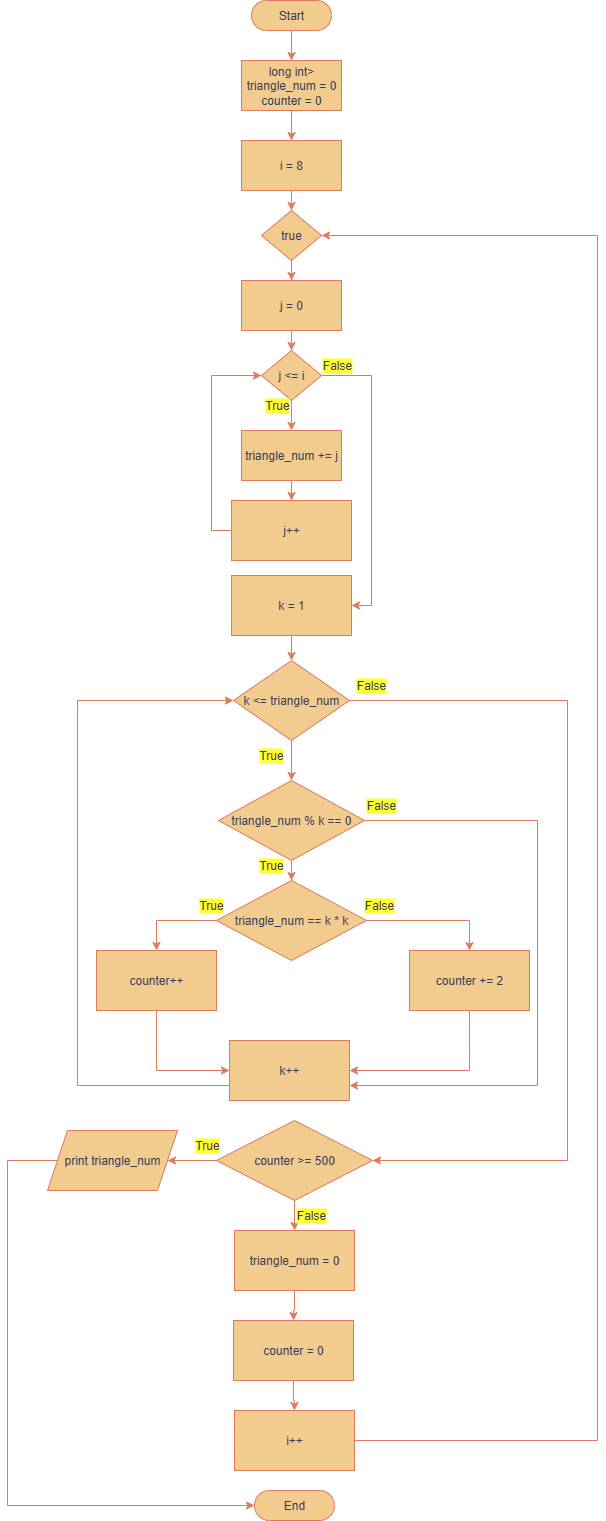 Start
long int>
triangle_num = 0
counter = 0
i = 8
true
j = 0
j <= i
False
True
triangle_num += j
j++
k = 1
k <= triangle_num
False
True
triangle_num % k == 0
False
True
triangle_num == k * k
True
False
counter++
counter += 2
k++
counter >= 500
True
print triangle_num
False
triangle_num = 0
counter = 0
i++
End